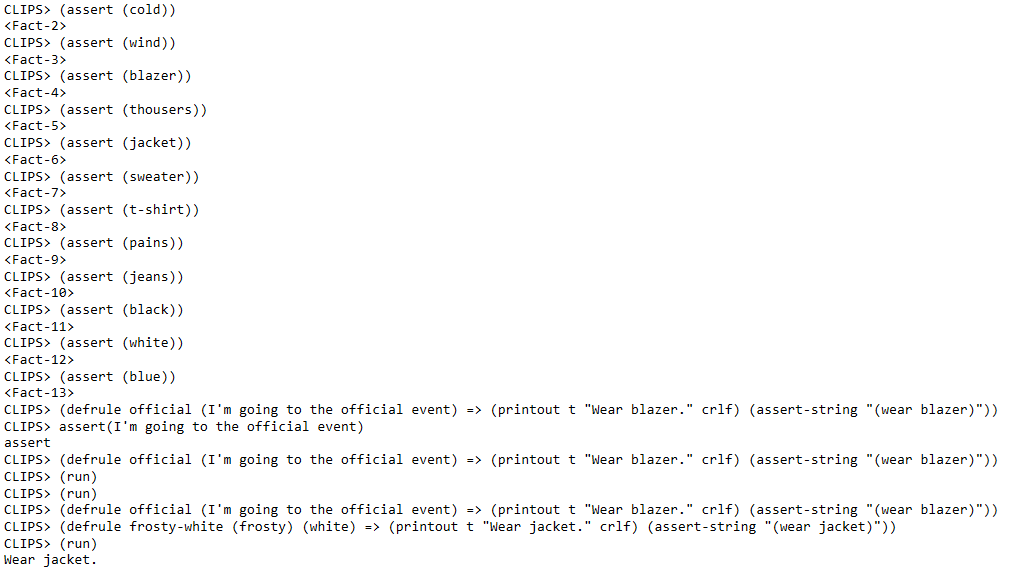 CLIPS> (assert (cold))
<Fact-2>
CLIPS> (assert (wind))
<Fact-3>
CLIPS> (assert (blazer))
<Fact-4>
CLIPS> (assert (thousers))
<Fact-5>
CLIPS> (assert (jacket))
<Fact-6>
CLIPS> (assert (sweater))
<Fact-7>
CLIPS> (assert (t-shirt))
<Fact-8>
CLIPS> (assert (pains))
<Fact-9>
CLIPS> (assert (jeans))
<Fact-10>
CLIPS> (assert (black))
<Fact-11>
CLIPS> (assert (white))
<Fact-12>
CLIPS> (assert (blue))
<Fact-13>
CLIPS> (defrule official (I'm going to the official event) => (printout t "Wear blazer." crlf) (assert-string "(wear blazer)"))
CLIPS> assert(I'm going to the official event)
assert
CLIPS> (defrule official (I'm going to the official event) => (printout t "Wear blazer." crlf) (assert-string "(wear blazer)"))
CLIPS> (run)
CLIPS> (run)
CLIPS> (defrule official (I'm going to the official event) => (printout t "Wear blazer." crlf) (assert-string "(wear blazer)"))
CLIPS> (defrule frosty-white (frosty) (white) => (printout t "Wear jacket." crlf) (assert-string "(wear jacket)"))
CLIPS> (run)
Wear jacket.